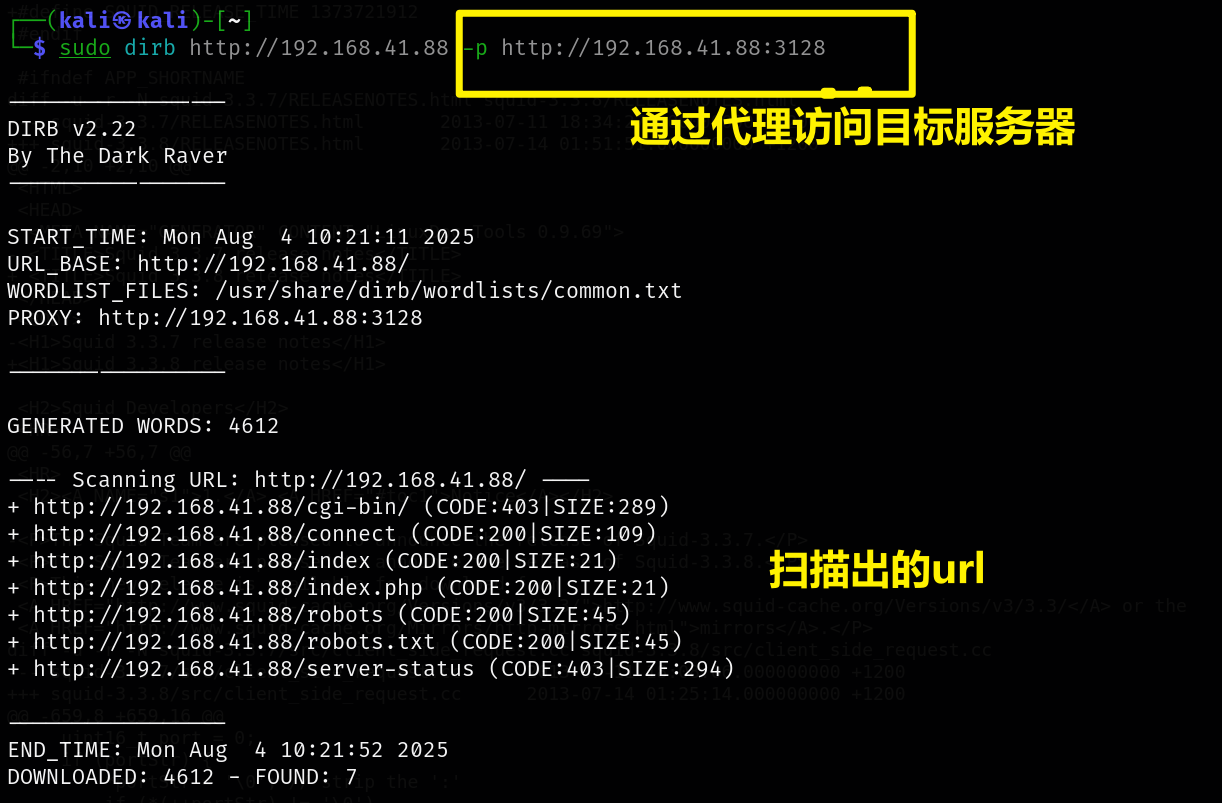 ┌──(kali㉿kali)-[~]
└─$ sudo dirb http://192.168.41.88 -p http://192.168.41.88:3128
通过代理访问目标服务器
-----------------
DIRB v2.22
By The Dark Raver
-----------------
START_TIME: Mon Aug  4 10:21:11 2025
URL_BASE: http://192.168.41.88/
WORDLIST_FILES: /usr/share/dirb/wordlists/common.txt
PROXY: http://192.168.41.88:3128
-----------------
GENERATED WORDS: 4612
---- Scanning URL: http://192.168.41.88/ ----
+ http://192.168.41.88/cgi-bin/ (CODE:403|SIZE:289)
+ http://192.168.41.88/connect (CODE:200|SIZE:109)
+ http://192.168.41.88/index (CODE:200|SIZE:21)
扫描出的url
+ http://192.168.41.88/index.php (CODE:200|SIZE:21)
+ http://192.168.41.88/robots (CODE:200|SIZE:45)
+ http://192.168.41.88/robots.txt (CODE:200|SIZE:45)
+ http://192.168.41.88/server-status (CODE:403|SIZE:294)
-----------------
END_TIME: Mon Aug  4 10:21:52 2025
DOWNLOADED: 4612 - FOUND: 7